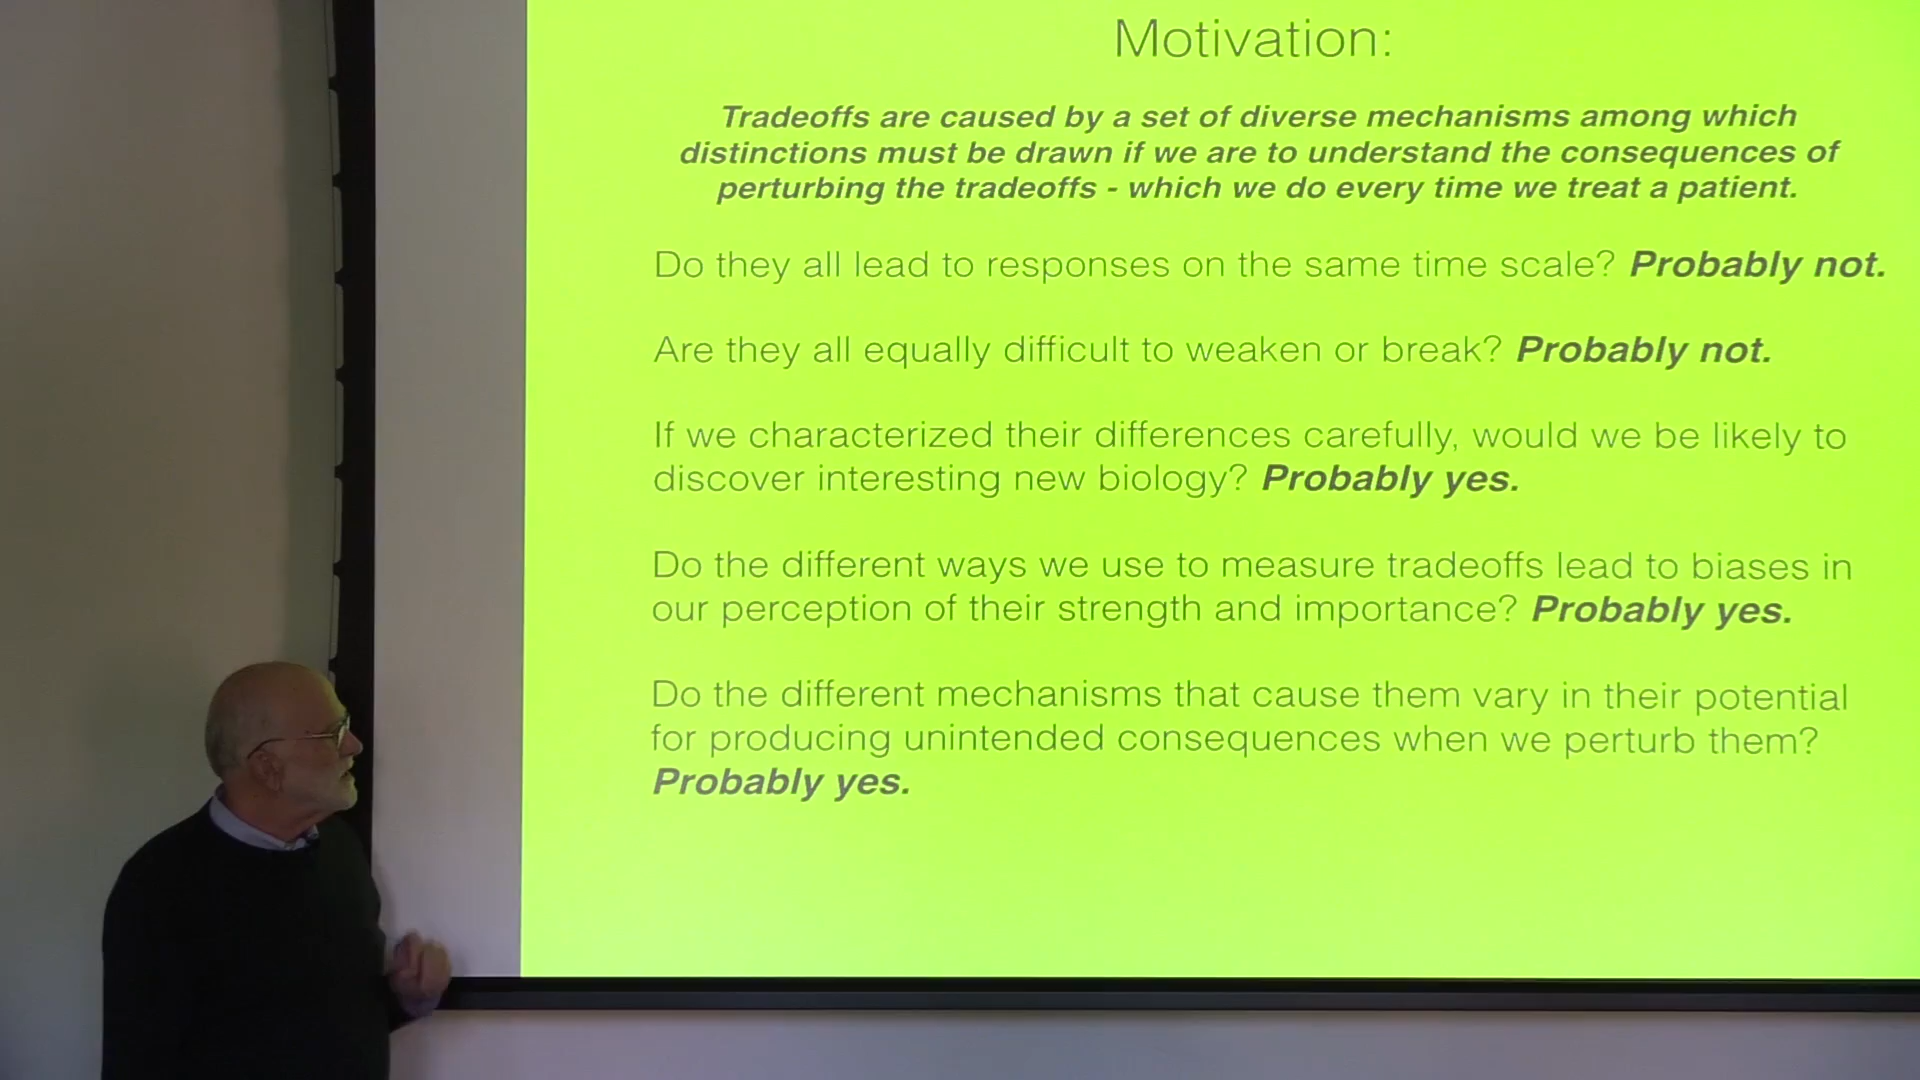 Motivation:
Tradeoffs are caused by a set of diverse mechanisms among which
distinctions must be drawn if we are to understand the consequences of
perturbing the tradeoffs - which we do every time we treat a patient.
Do they all lead to responses on the same time scale? Probably not.
Are they all equally difficult to weaken or break? Probably not.
If we characterized their differences carefully, would we be likely to
discover interesting new biology? Probably yes.
Do the different ways we use to measure tradeoffs lead to biases in
our perception of their strength and importance? Probably yes.
Do the different mechanisms that cause them vary in their potential
for producing unintended consequences when we perturb them?
Probably yes.